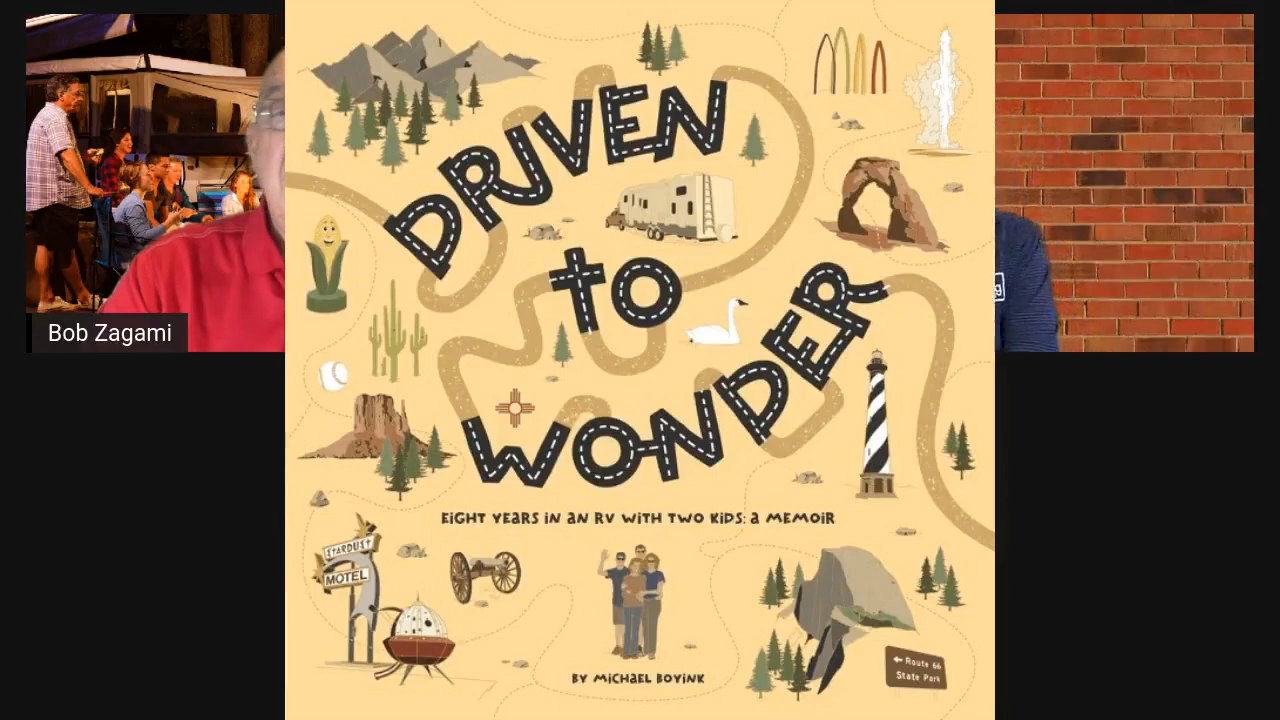 DRIVEN
to
WONDER
EIGHT YEARS IN AN RV WITH TWO KIDS: A MEMOIR
STARDUST
MOTEL
BY MICHAEL BOYINK
← Route 66
State Park
Bob Zagami
g